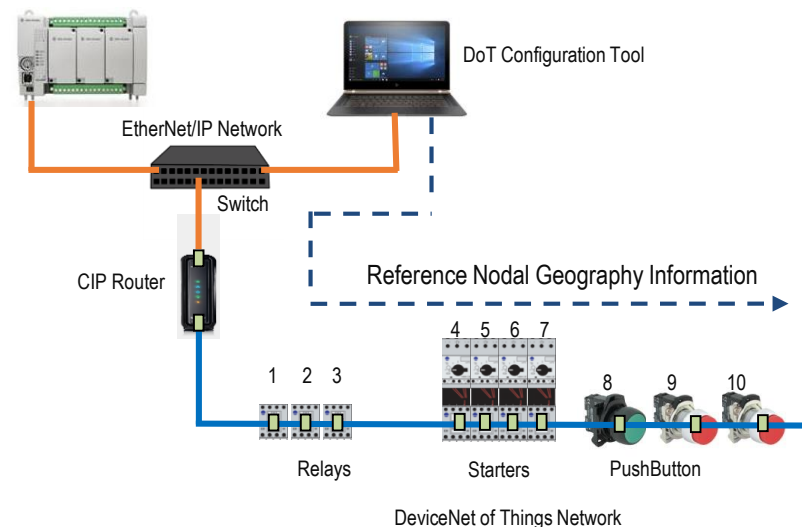 DoT Configuration Tool
EtherNet/IP Network
Switch
CIP Router
Reference Nodal Geography Information
4 5 6 7
1 2 3
8 9 10
Relays
Starters
PushButton
DeviceNet of Things Network